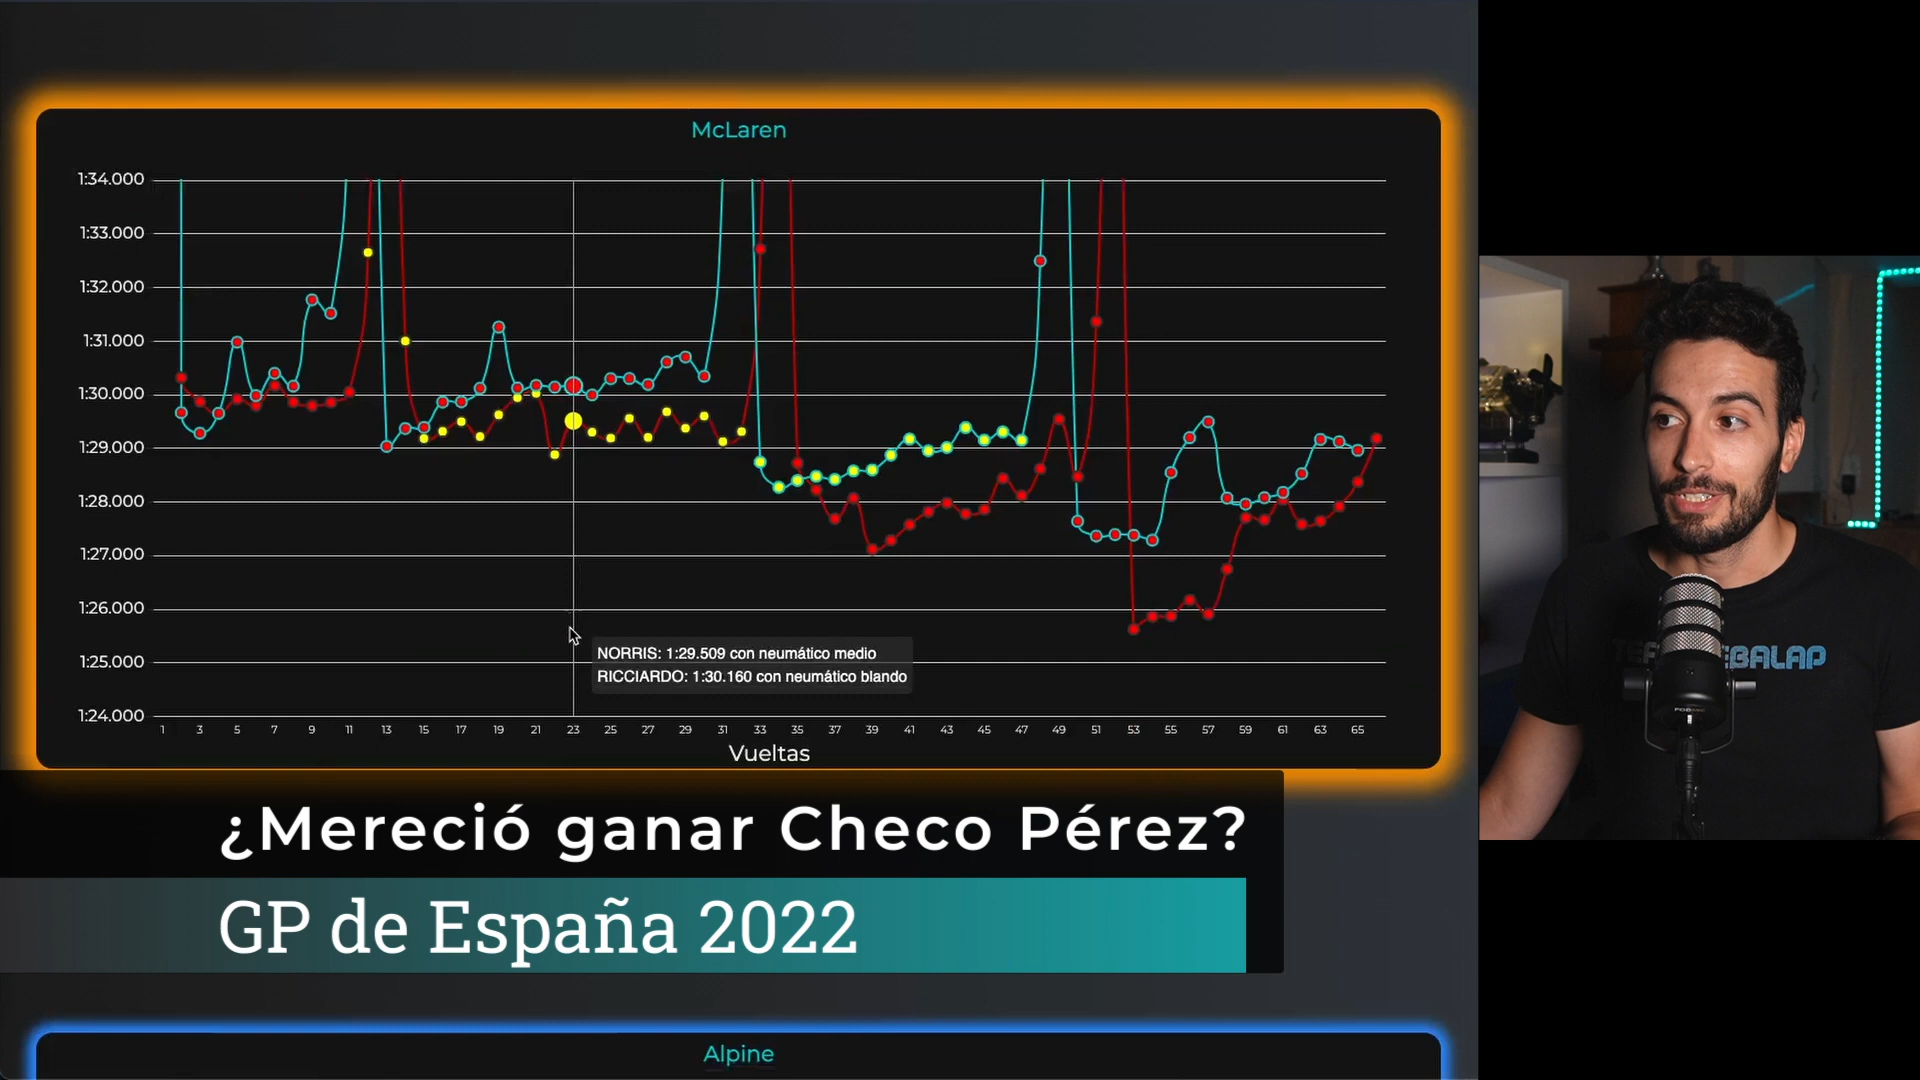 McLaren
1:34.000
1:33.000
1:32.000
1:31.000
1:30.000
1:29.000
1:28.000
1:27.000
1:26.000
1:25.000
1:24.000
NORRIS: 1:29.509 con neumático medio
RICCIARDO: 1:30.160 con neumático blando
1 3 5 7 9 11 13 15 17 19 21 23 25 27 29 31 33 35 37 39 41 43 45 47 49 51 53 55 57 59 61 63 65
Vueltas
¿Mereció ganar Checo Pérez?
GP de España 2022
Alpine